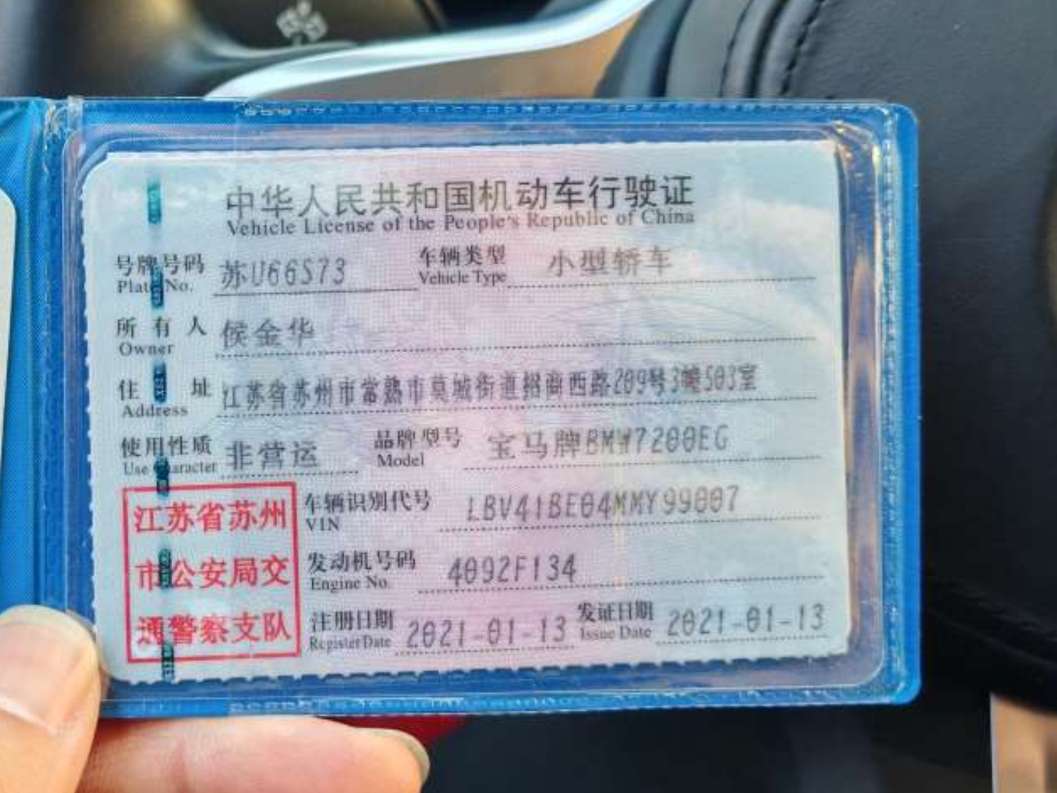 中华人民共和国机动车行驶证
Vehicle License of the People's Republic of China
号牌号码 苏U66S73 车辆类型 小型轿车
Plate No. Vehicle Type
所有人 侯金华
Owner
住址 江苏省苏州市常熟市莫城街道招商西路209号3幢503室
Address
使用性质 非营运 品牌型号 宝马牌BMW7200EG
Use Character Model
江苏省苏州
市公安局交
通警察支队
车辆识别代号 LBV41BE04MMY99007
VIN
发动机号码 4092F134
Engine No.
注册日期 2021-01-13 发证日期 2021-01-13
Register Date Issue Date